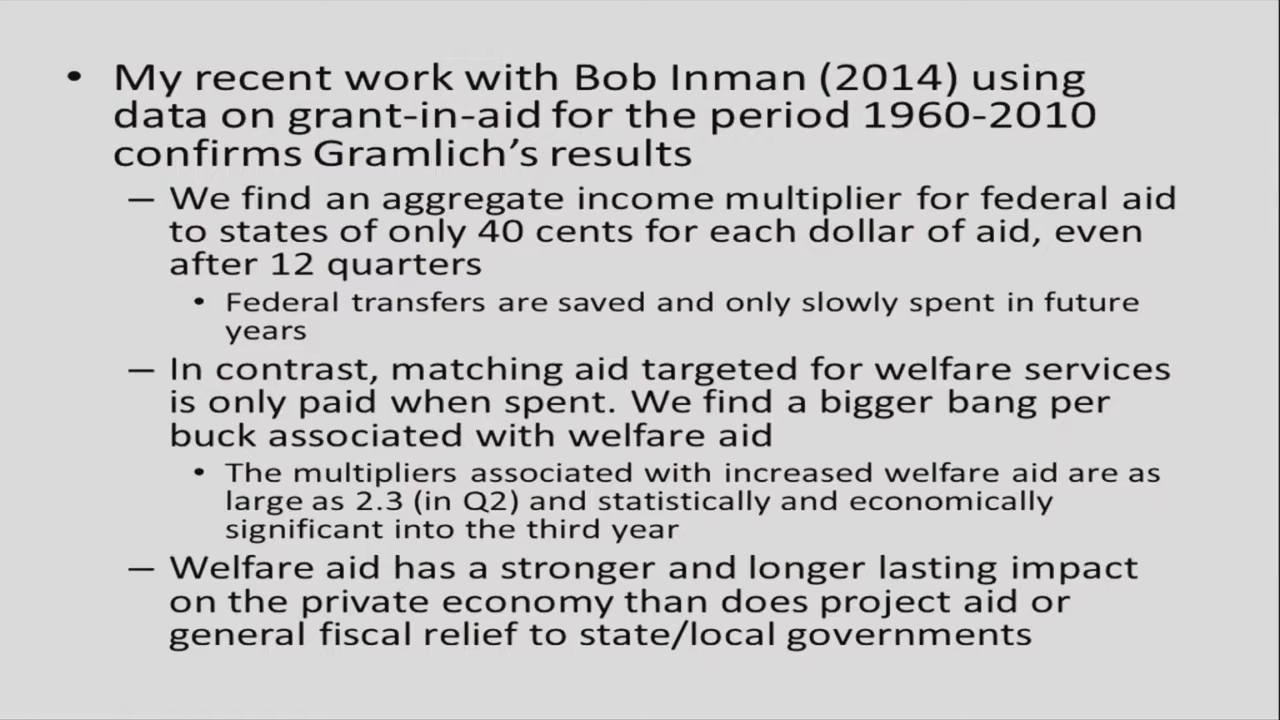 • My recent work with Bob Inman (2014) using
data on grant-in-aid for the period 1960-2010
confirms Gramlich’s results
– We find an aggregate income multiplier for federal aid
to states of only 40 cents for each dollar of aid, even
after 12 quarters
• Federal transfers are saved and only slowly spent in future
years
– In contrast, matching aid targeted for welfare services
is only paid when spent. We find a bigger bang per
buck associated with welfare aid
• The multipliers associated with increased welfare aid are as
large as 2.3 (in Q2) and statistically and economically
significant into the third year
– Welfare aid has a stronger and longer lasting impact
on the private economy than does project aid or
general fiscal relief to state/local governments